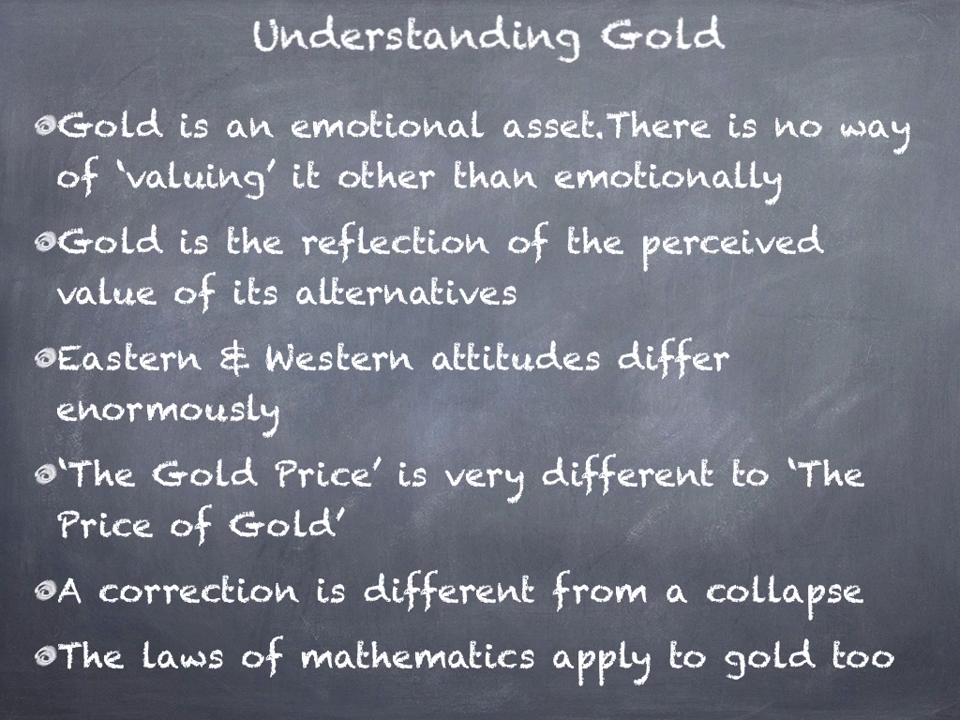 Understanding Gold
Gold is an emotional asset.There is no way
of ‘valuing’ it other than emotionally
Gold is the reflection of the perceived
value of its alternatives
Eastern & Western attitudes differ
enormously
‘The Gold Price’ is very different to ‘The
Price of Gold’
A correction is different from a collapse
The laws of mathematics apply to gold too